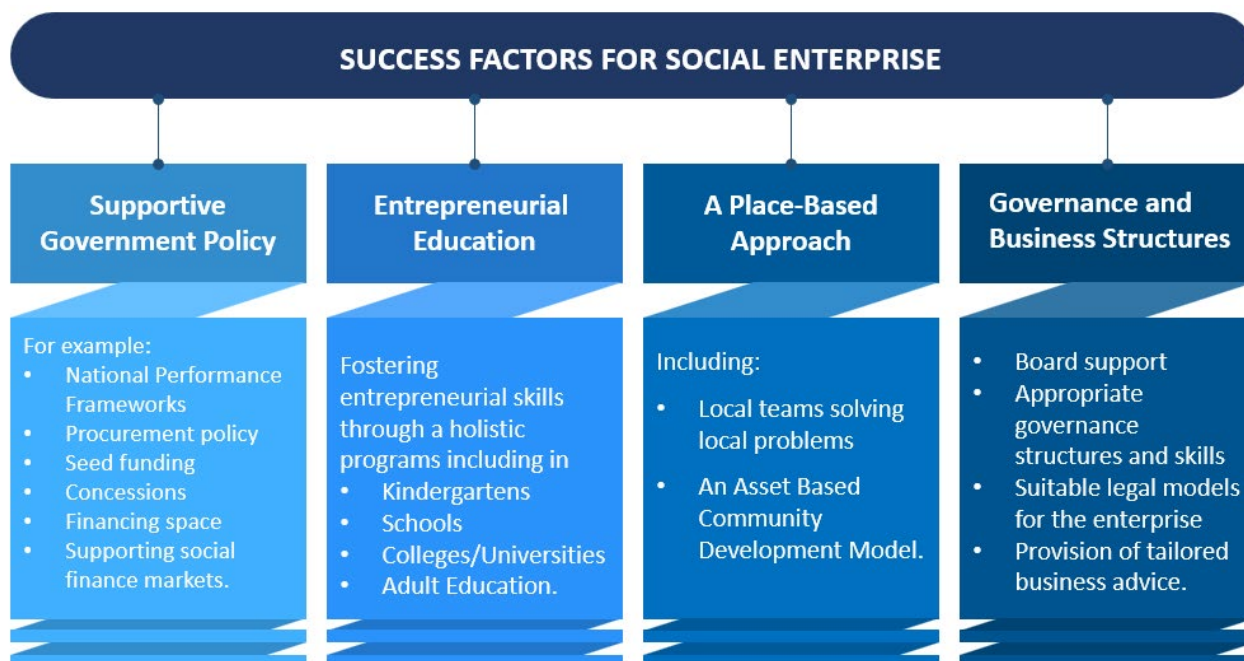 SUCCESS FACTORS FOR SOCIAL ENTERPRISE
Supportive
Government Policy
For example:
• National Performance
Frameworks
• Procurement policy
• Seed funding
• Concessions
• Financing space
• Supporting social
finance markets.
Entrepreneurial
Education
Fostering
entrepreneurial skills
through a holistic
programs including in
• Kindergartens
• Schools
• Colleges/Universities
• Adult Education.
A Place-Based
Approach
Including:
• Local teams solving
local problems
• An Asset Based
Community
Development Model.
Governance and
Business Structures
• Board support
• Appropriate
governance
structures and skills
• Suitable legal models
for the enterprise
• Provision of tailored
business advice.